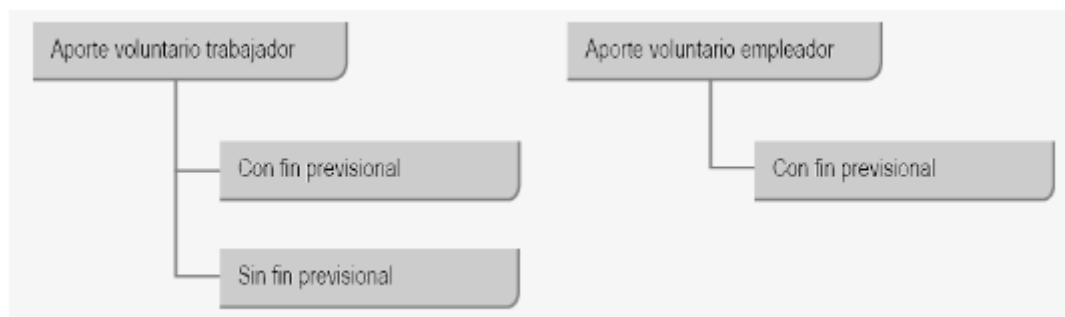 Aporte voluntario trabajador
Con fin previsional
Sin fin previsional
Aporte voluntario empleador
Con fin previsional